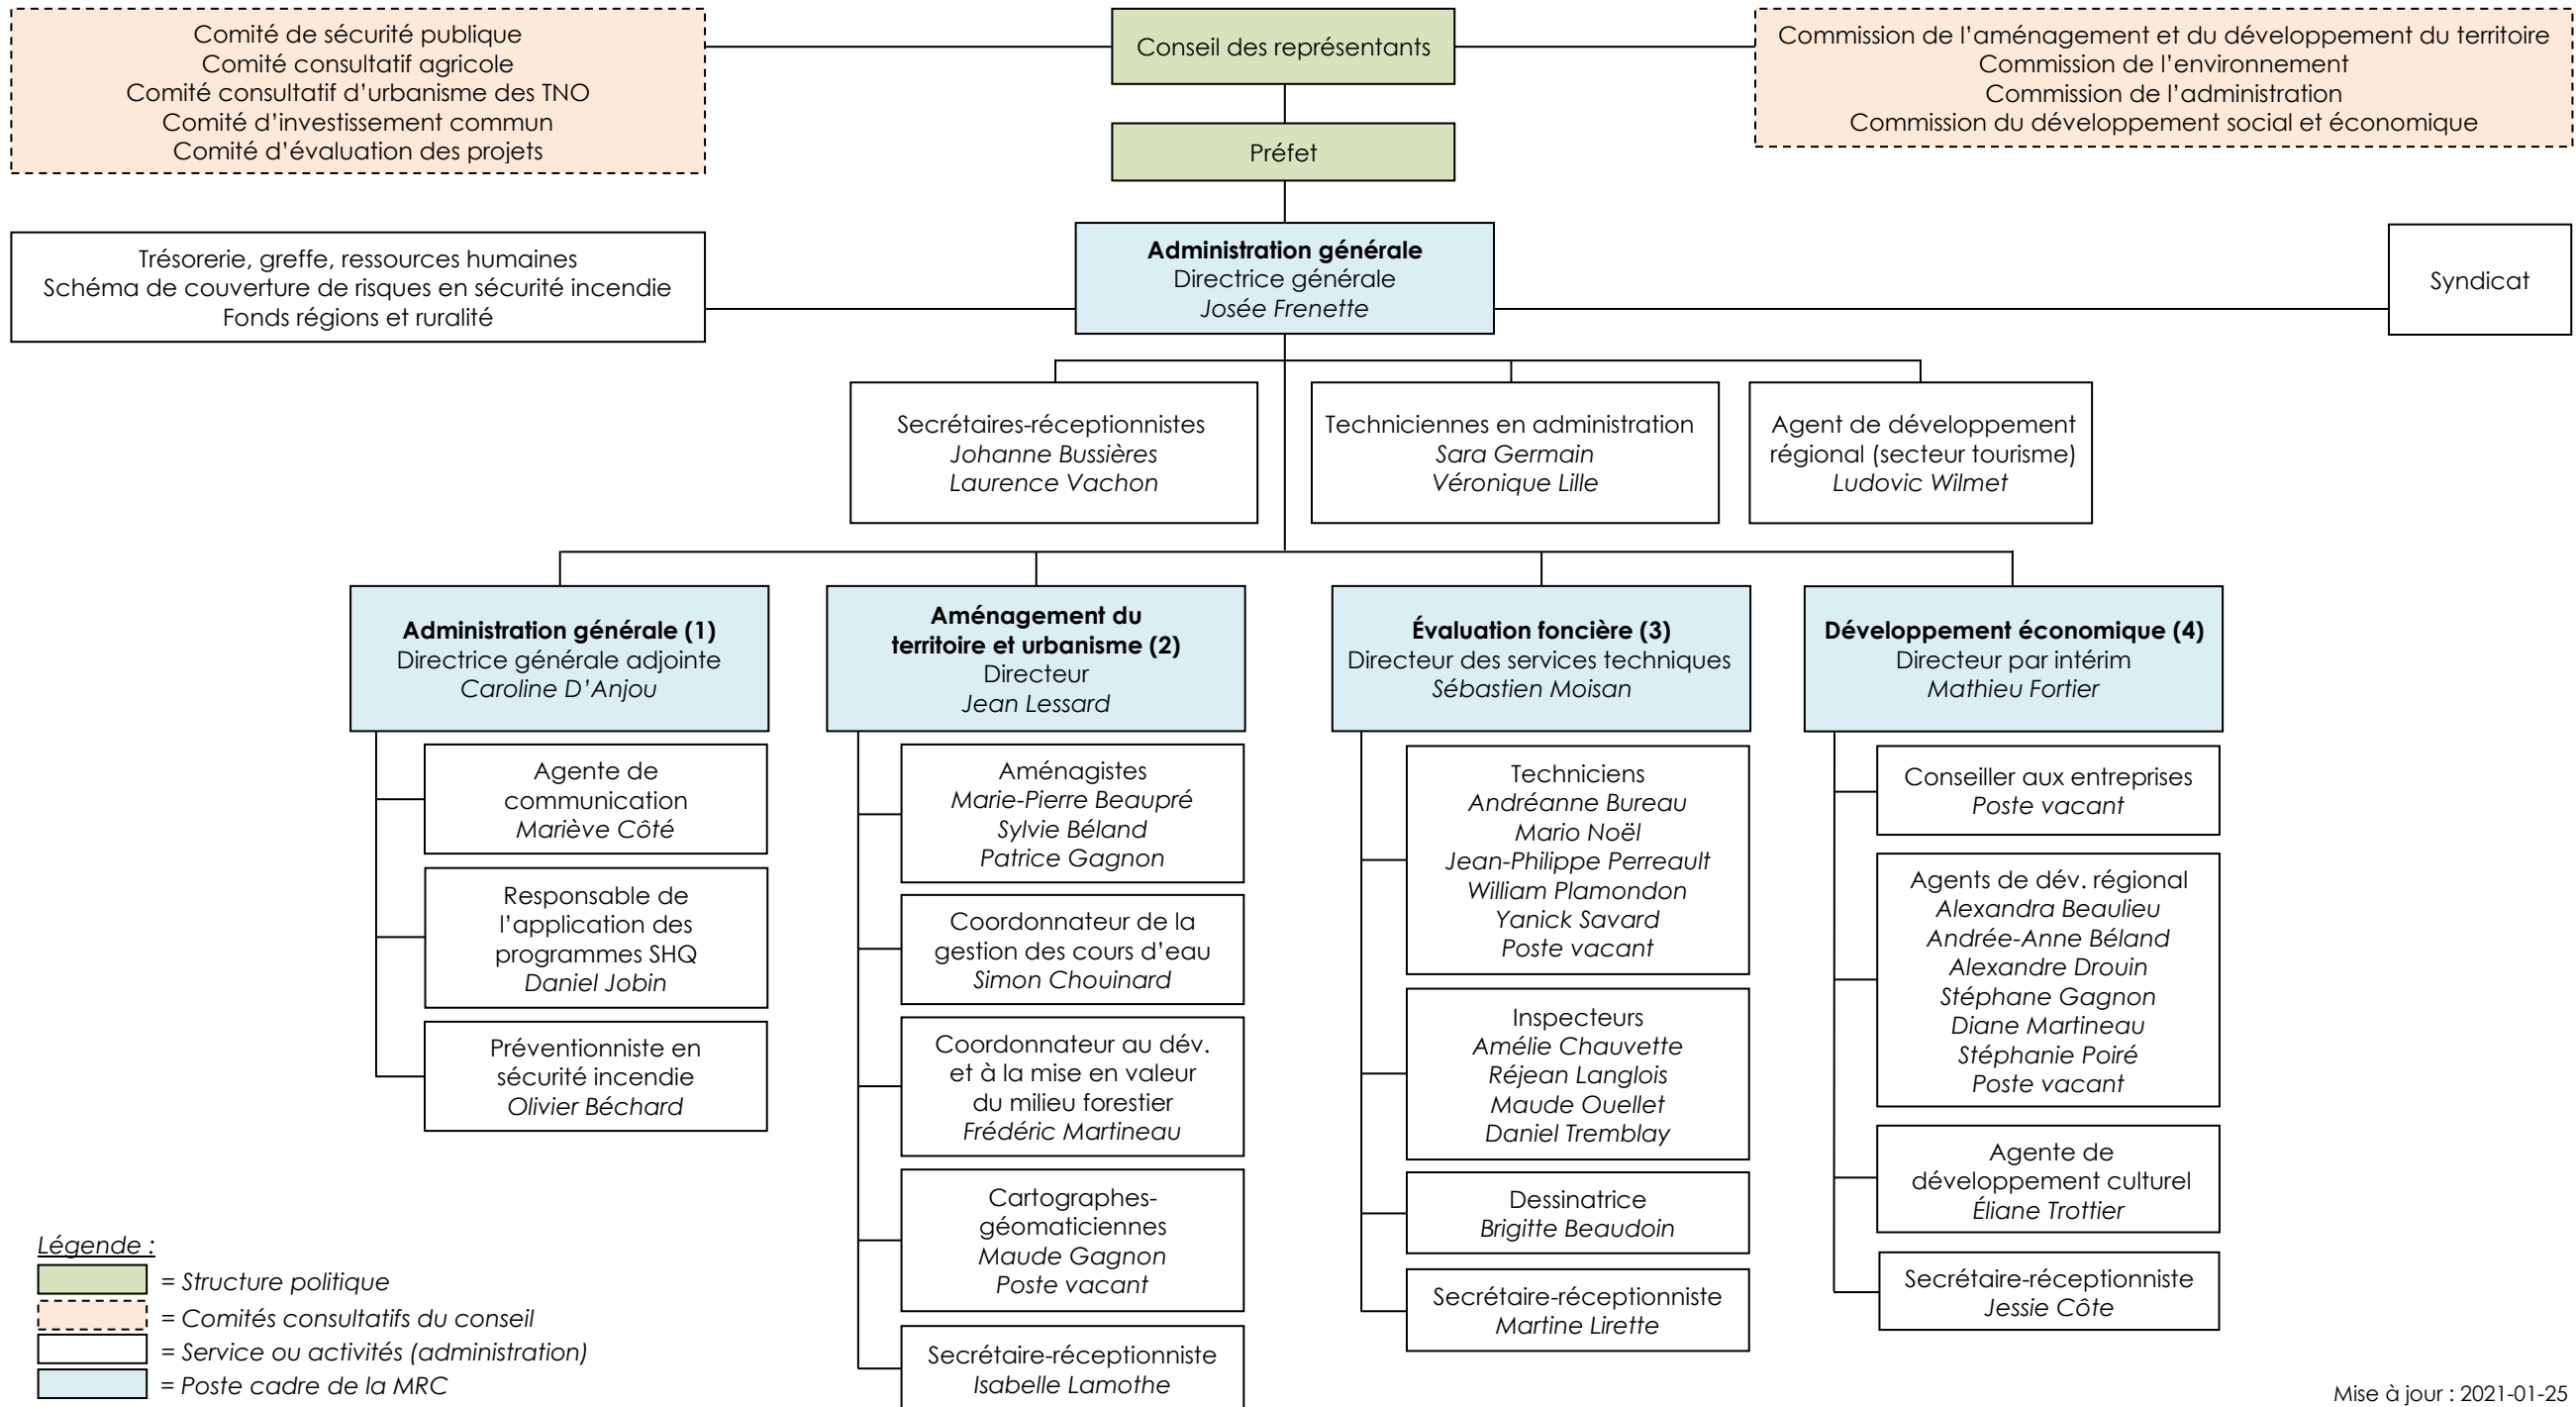 Comité de sécurité publique
Comité consultatif agricole
Comité consultatif d’urbanisme des TNO
Comité d’investissement commun
Comité d’évaluation des projets
Conseil des représentants
Commission de l’aménagement et du développement du territoire
Commission de l’environnement
Commission de l’administration
Commission du développement social et économique
Préfet
Trésorerie, greffe, ressources humaines
Schéma de couverture de risques en sécurité incendie
Fonds régions et ruralité
Administration générale
Directrice générale
Josée Frenette
Syndicat
Secrétaires-réceptionnistes
Johanne Bussières
Laurence Vachon
Techniciennes en administration
Sara Germain
Véronique Lille
Agent de développement
régional (secteur tourisme)
Ludovic Wilmet
Administration générale (1)
Directrice générale adjointe
Caroline D’Anjou
Agente de
communication
Mariève Côté
Responsable de
l’application des
programmes SHQ
Daniel Jobin
Préventionniste en
sécurité incendie
Olivier Béchard
Aménagement du
territoire et urbanisme (2)
Directeur
Jean Lessard
Aménagistes
Marie-Pierre Beaupré
Sylvie Béland
Patrice Gagnon
Coordonnateur de la
gestion des cours d’eau
Simon Chouinard
Coordonnateur au dév.
et à la mise en valeur
du milieu forestier
Frédéric Martineau
Cartographes-
géomaticiennes
Maude Gagnon
Poste vacant
Secrétaire-réceptionniste
Isabelle Lamothe
Évaluation foncière (3)
Directeur des services techniques
Sébastien Moisan
Techniciens
Andréanne Bureau
Mario Noël
Jean-Philippe Perreault
William Plamondon
Yanick Savard
Poste vacant
Inspecteurs
Amélie Chauvette
Réjean Langlois
Maude Ouellet
Daniel Tremblay
Dessinatrice
Brigitte Beaudoin
Secrétaire-réceptionniste
Martine Lirette
Développement économique (4)
Directeur par intérim
Mathieu Fortier
Conseiller aux entreprises
Poste vacant
Agents de dév. régional
Alexandra Beaulieu
Andrée-Anne Béland
Alexandre Drouin
Stéphane Gagnon
Diane Martineau
Stéphanie Poiré
Poste vacant
Agente de
développement culturel
Éliane Trottier
Secrétaire-réceptionniste
Jessie Côte
Légende :
= Structure politique
= Comités consultatifs du conseil
= Service ou activités (administration)
= Poste cadre de la MRC
Mise à jour : 2021-01-25